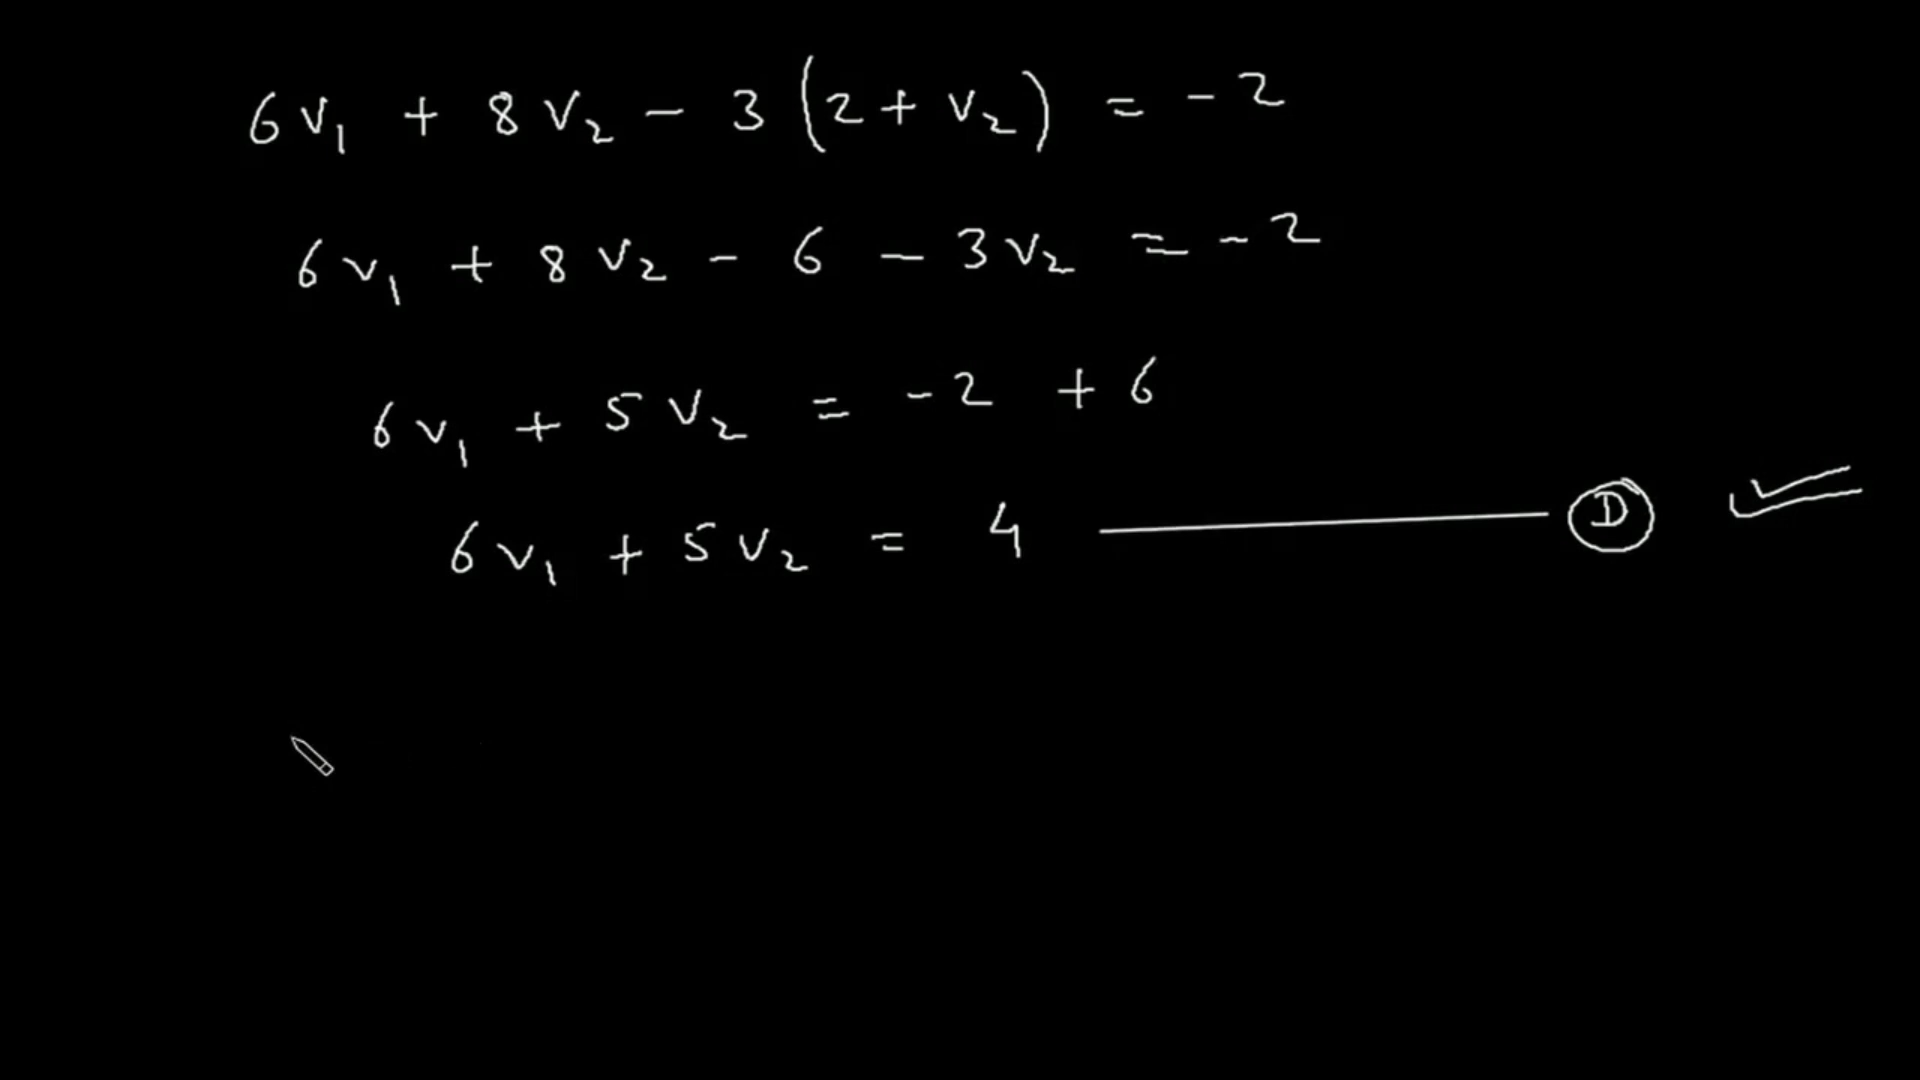 6v₁ + 8v₂ - 3(2 + v₂) = -2
6v₁ + 8v₂ - 6 - 3v₂ = -2
6v₁ + 5v₂ = -2 + 6
6v₁ + 5v₂ = 4 ——— D